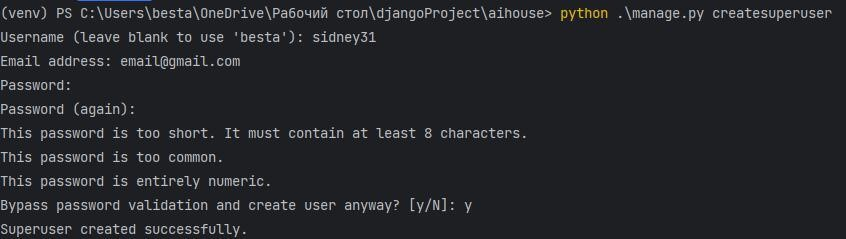 (venv) PS C:\Users\besta\OneDrive\Рабочий стол\djangoProject\aihouse> python .\manage.py createsuperuser
Username (leave blank to use 'besta'): sidney31
Email address: email@gmail.com
Password:
Password (again):
This password is too short. It must contain at least 8 characters.
This password is too common.
This password is entirely numeric.
Bypass password validation and create user anyway? [y/N]: y
Superuser created successfully.